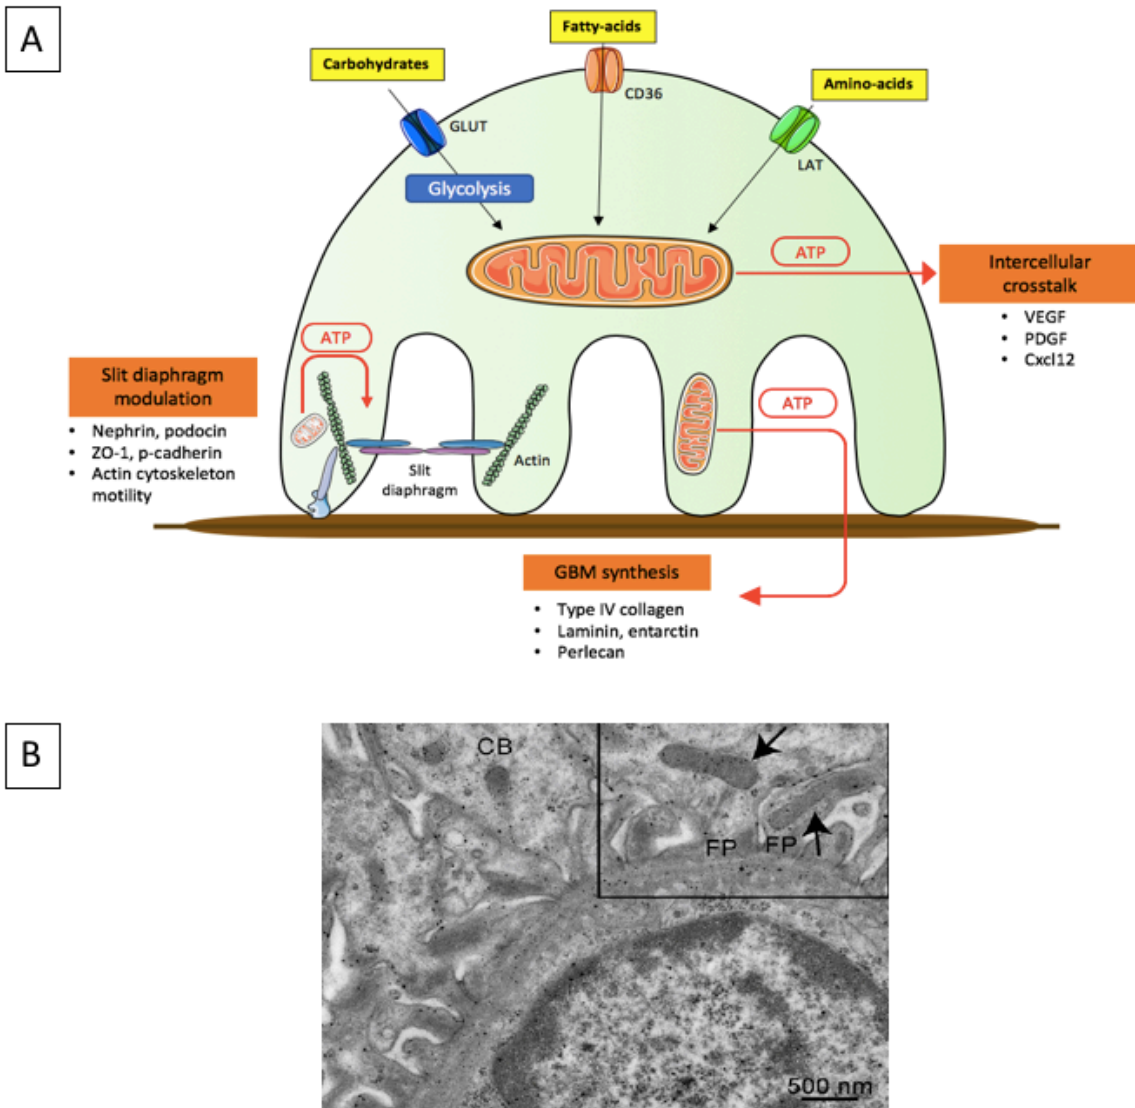 A
Fatty-acids
Carbohydrates
Amino-acids
CD36
GLUT
LAT
Glycolysis
ATP
Intercellular
crosstalk
• VEGF
• PDGF
• Cxcl12
ATP
Slit diaphragm
modulation
• Nephrin, podocin
• ZO-1, p-cadherin
• Actin cytoskeleton
motility
ATP
Actin
Slit
diaphragm
GBM synthesis
• Type IV collagen
• Laminin, entarctin
• Perlecan
B
CB
FP FP
500 nm